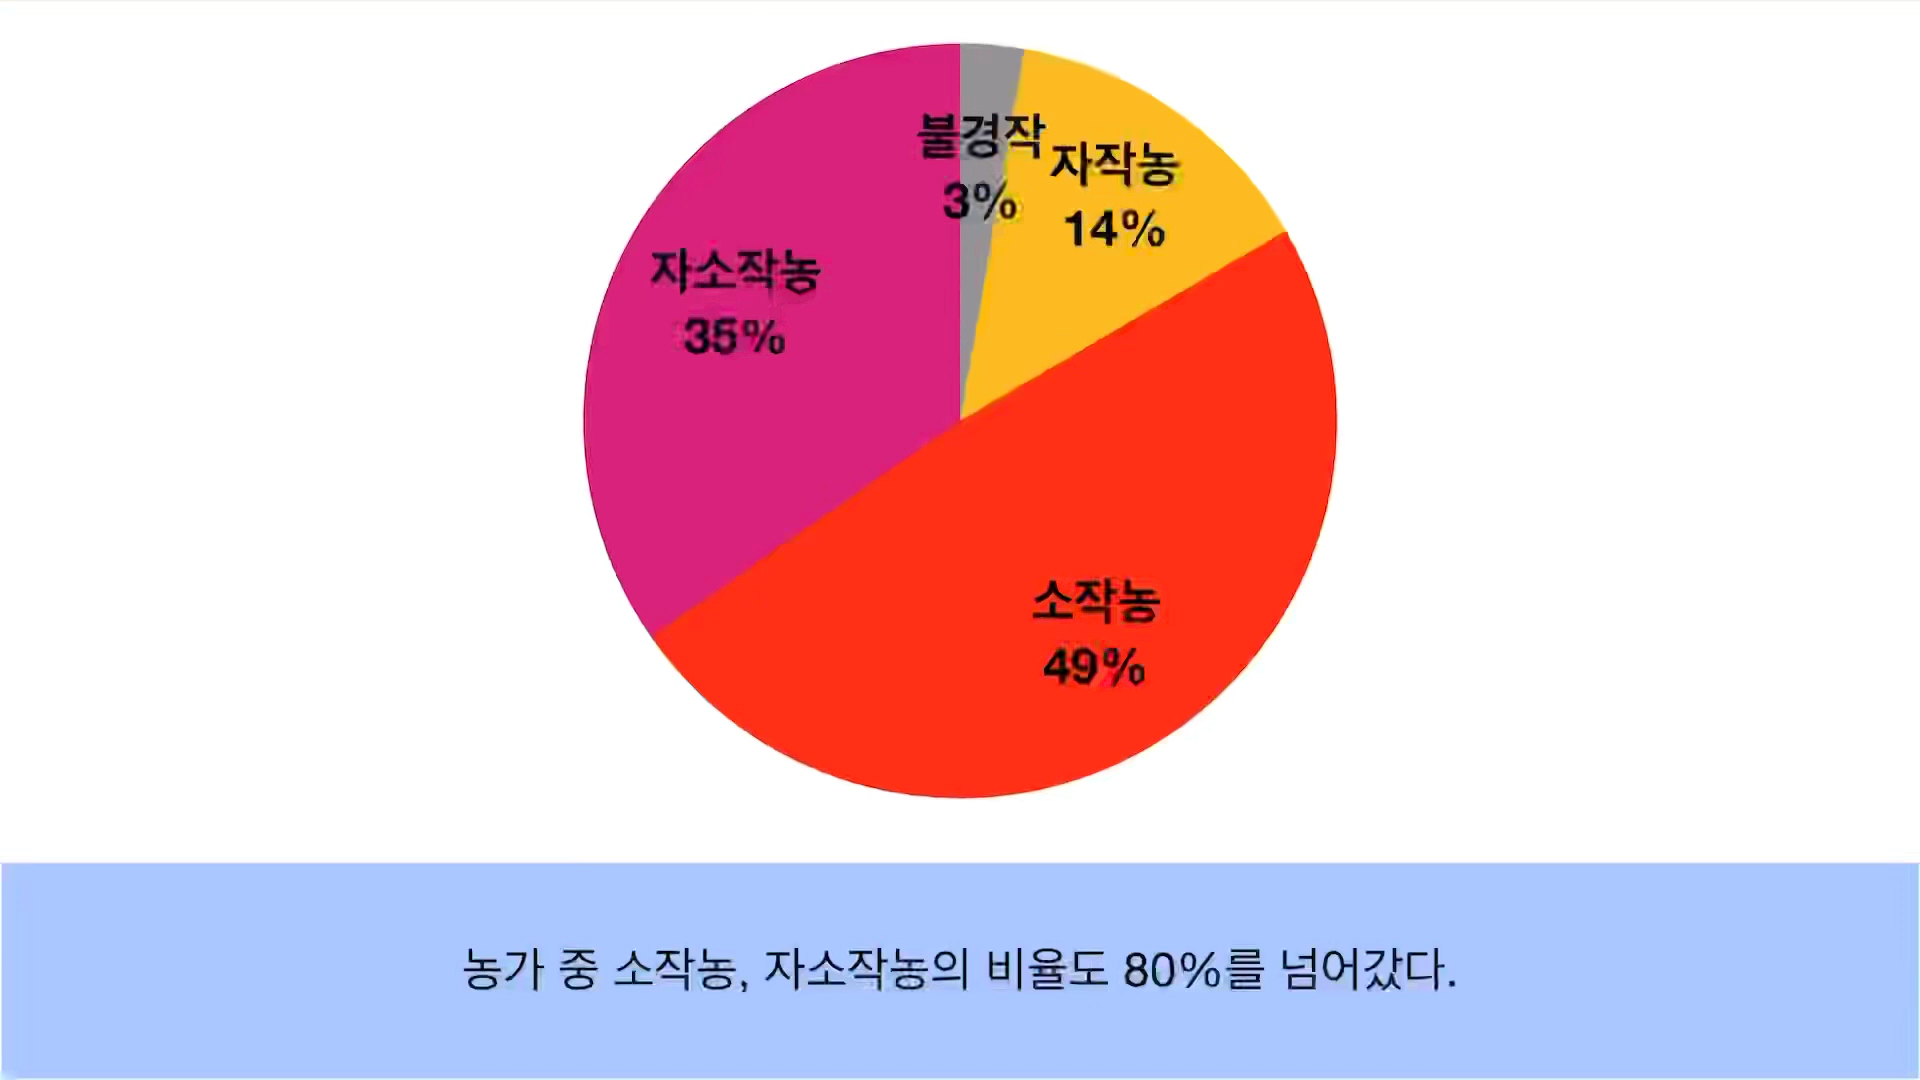 불경작
3%
자작농
14%
자소작농
35%
소작농
49%
농가 중 소작농, 자소작농의 비율도 80%를 넘어갔다.